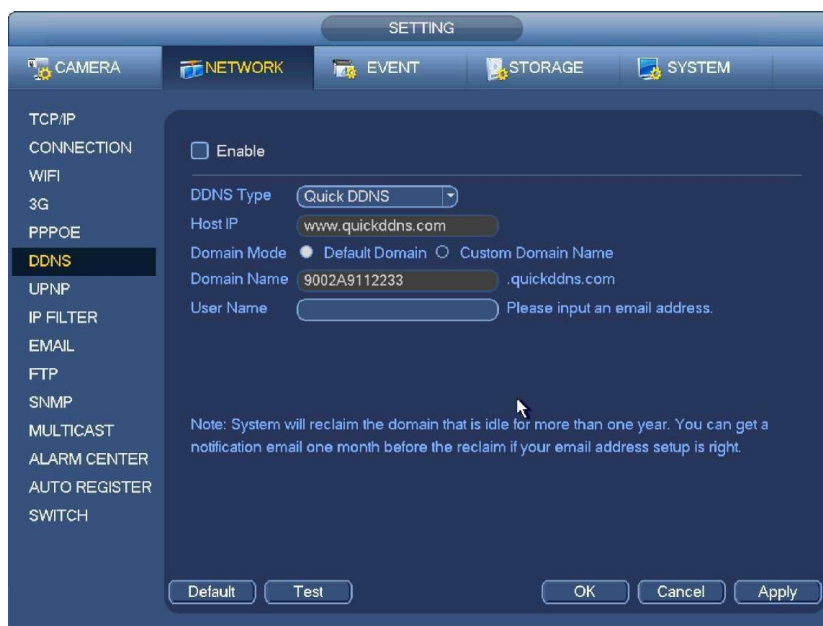 SETTING
CAMERA NETWORK EVENT STORAGE SYSTEM
TCP/IP
CONNECTION
WIFI
3G
PPPOE
DDNS
UPNP
IP FILTER
EMAIL
FTP
SNMP
MULTICAST
ALARM CENTER
AUTO REGISTER
SWITCH
Enable
DDNS Type Quick DDNS
Host IP www.quickddns.com
Domain Mode Default Domain Custom Domain Name
Domain Name 9002A9112233 .quickddns.com
User Name Please input an email address.
Note: System will reclaim the domain that is idle for more than one year. You can get a
notification email one month before the reclaim if your email address setup is right.
Default Test OK Cancel Apply